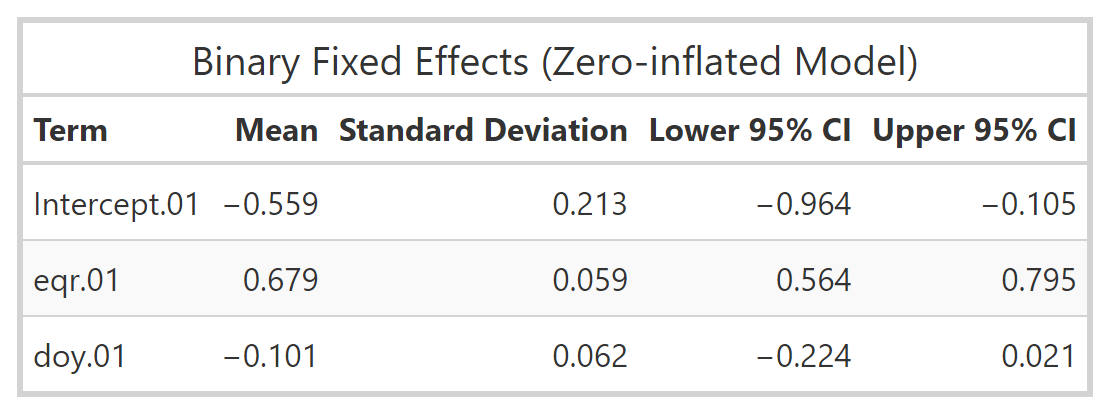 Binary Fixed Effects (Zero-inflated Model)
Term Mean Standard Deviation Lower 95% CI Upper 95% CI
Intercept.01 −0.559 0.213 −0.964 −0.105
eqr.01 0.679 0.059 0.564 0.795
doy.01 −0.101 0.062 −0.224 0.021